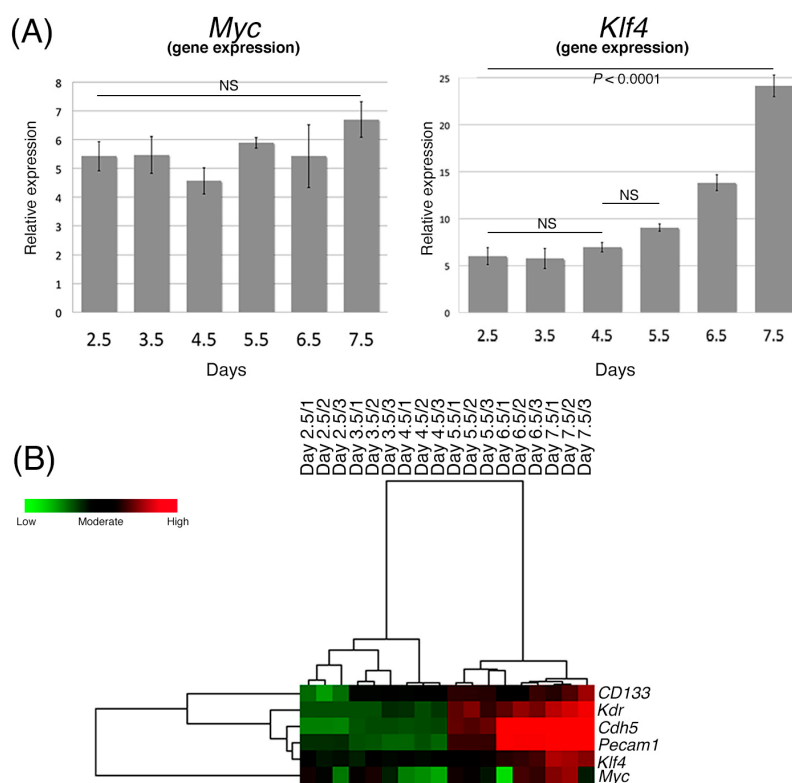 (A)
Myc
(gene expression)
Klf4
(gene expression)
Relative expression
8
7
6
5
4
3
2
1
0
NS
2.5 3.5 4.5 5.5 6.5 7.5
Days
Relative expression
25
20
15
10
5
0
P < 0.0001
NS
NS
2.5 3.5 4.5 5.5 6.5 7.5
Days
(B)
Low Moderate High
Day 2.5/1
Day 2.5/2
Day 2.5/3
Day 3.5/1
Day 3.5/2
Day 3.5/3
Day 4.5/1
Day 4.5/2
Day 4.5/3
Day 5.5/1
Day 5.5/2
Day 5.5/3
Day 6.5/1
Day 6.5/2
Day 6.5/3
Day 7.5/1
Day 7.5/2
Day 7.5/3
CD133
Kdr
Cdh5
Pecam1
Klf4
Myc